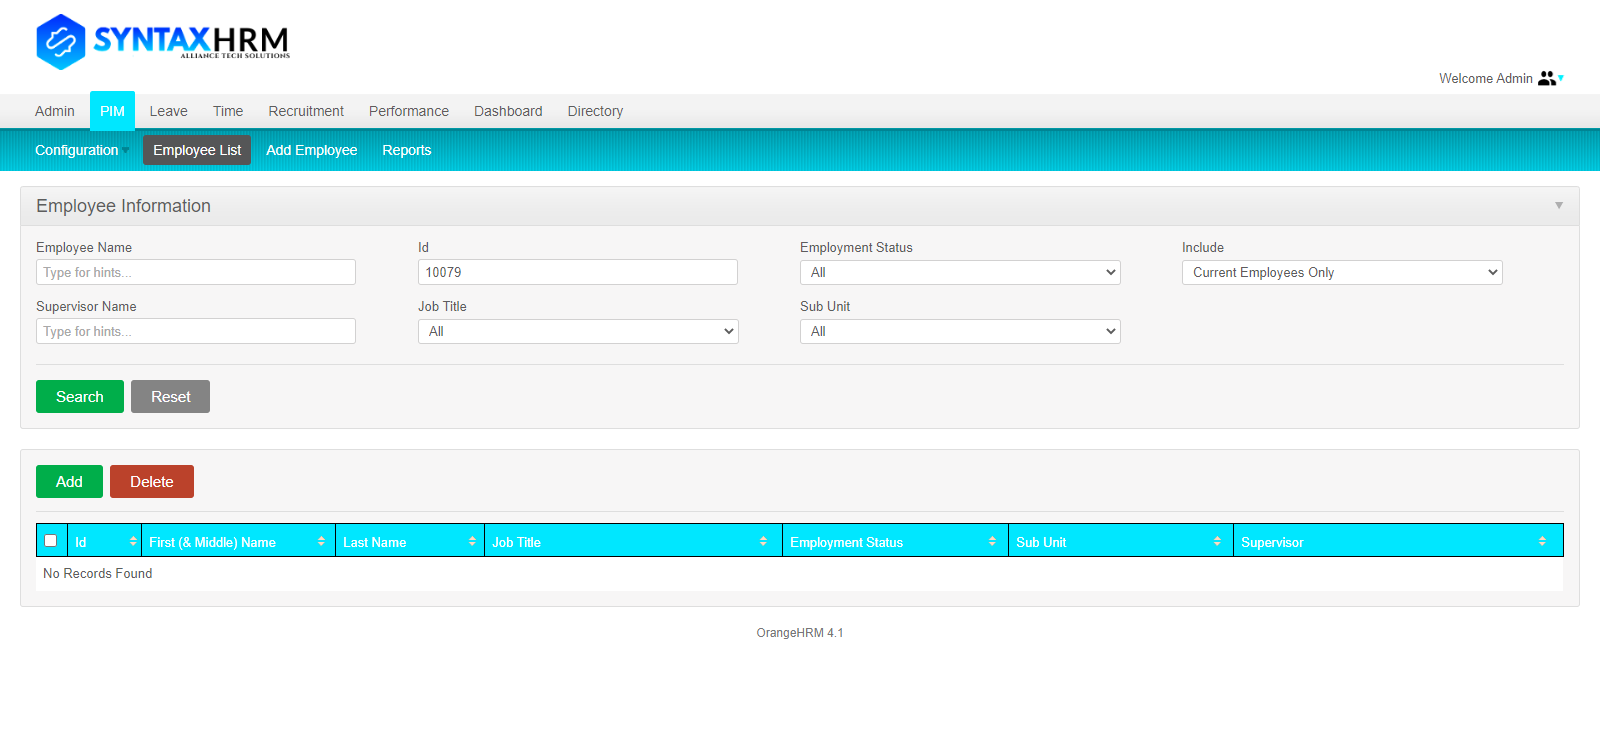 SYNTAXHRM
ALLIANCE TECH SOLUTIONS
Welcome Admin
Admin PIM Leave Time Recruitment Performance Dashboard Directory
Configuration Employee List Add Employee Reports
Employee Information
Employee Name Id Employment Status Include
Type for hints... 10079 All Current Employees Only
Supervisor Name Job Title Sub Unit
Type for hints... All All
Search Reset
Add Delete
Id First (& Middle) Name Last Name Job Title Employment Status Sub Unit Supervisor
No Records Found
OrangeHRM 4.1